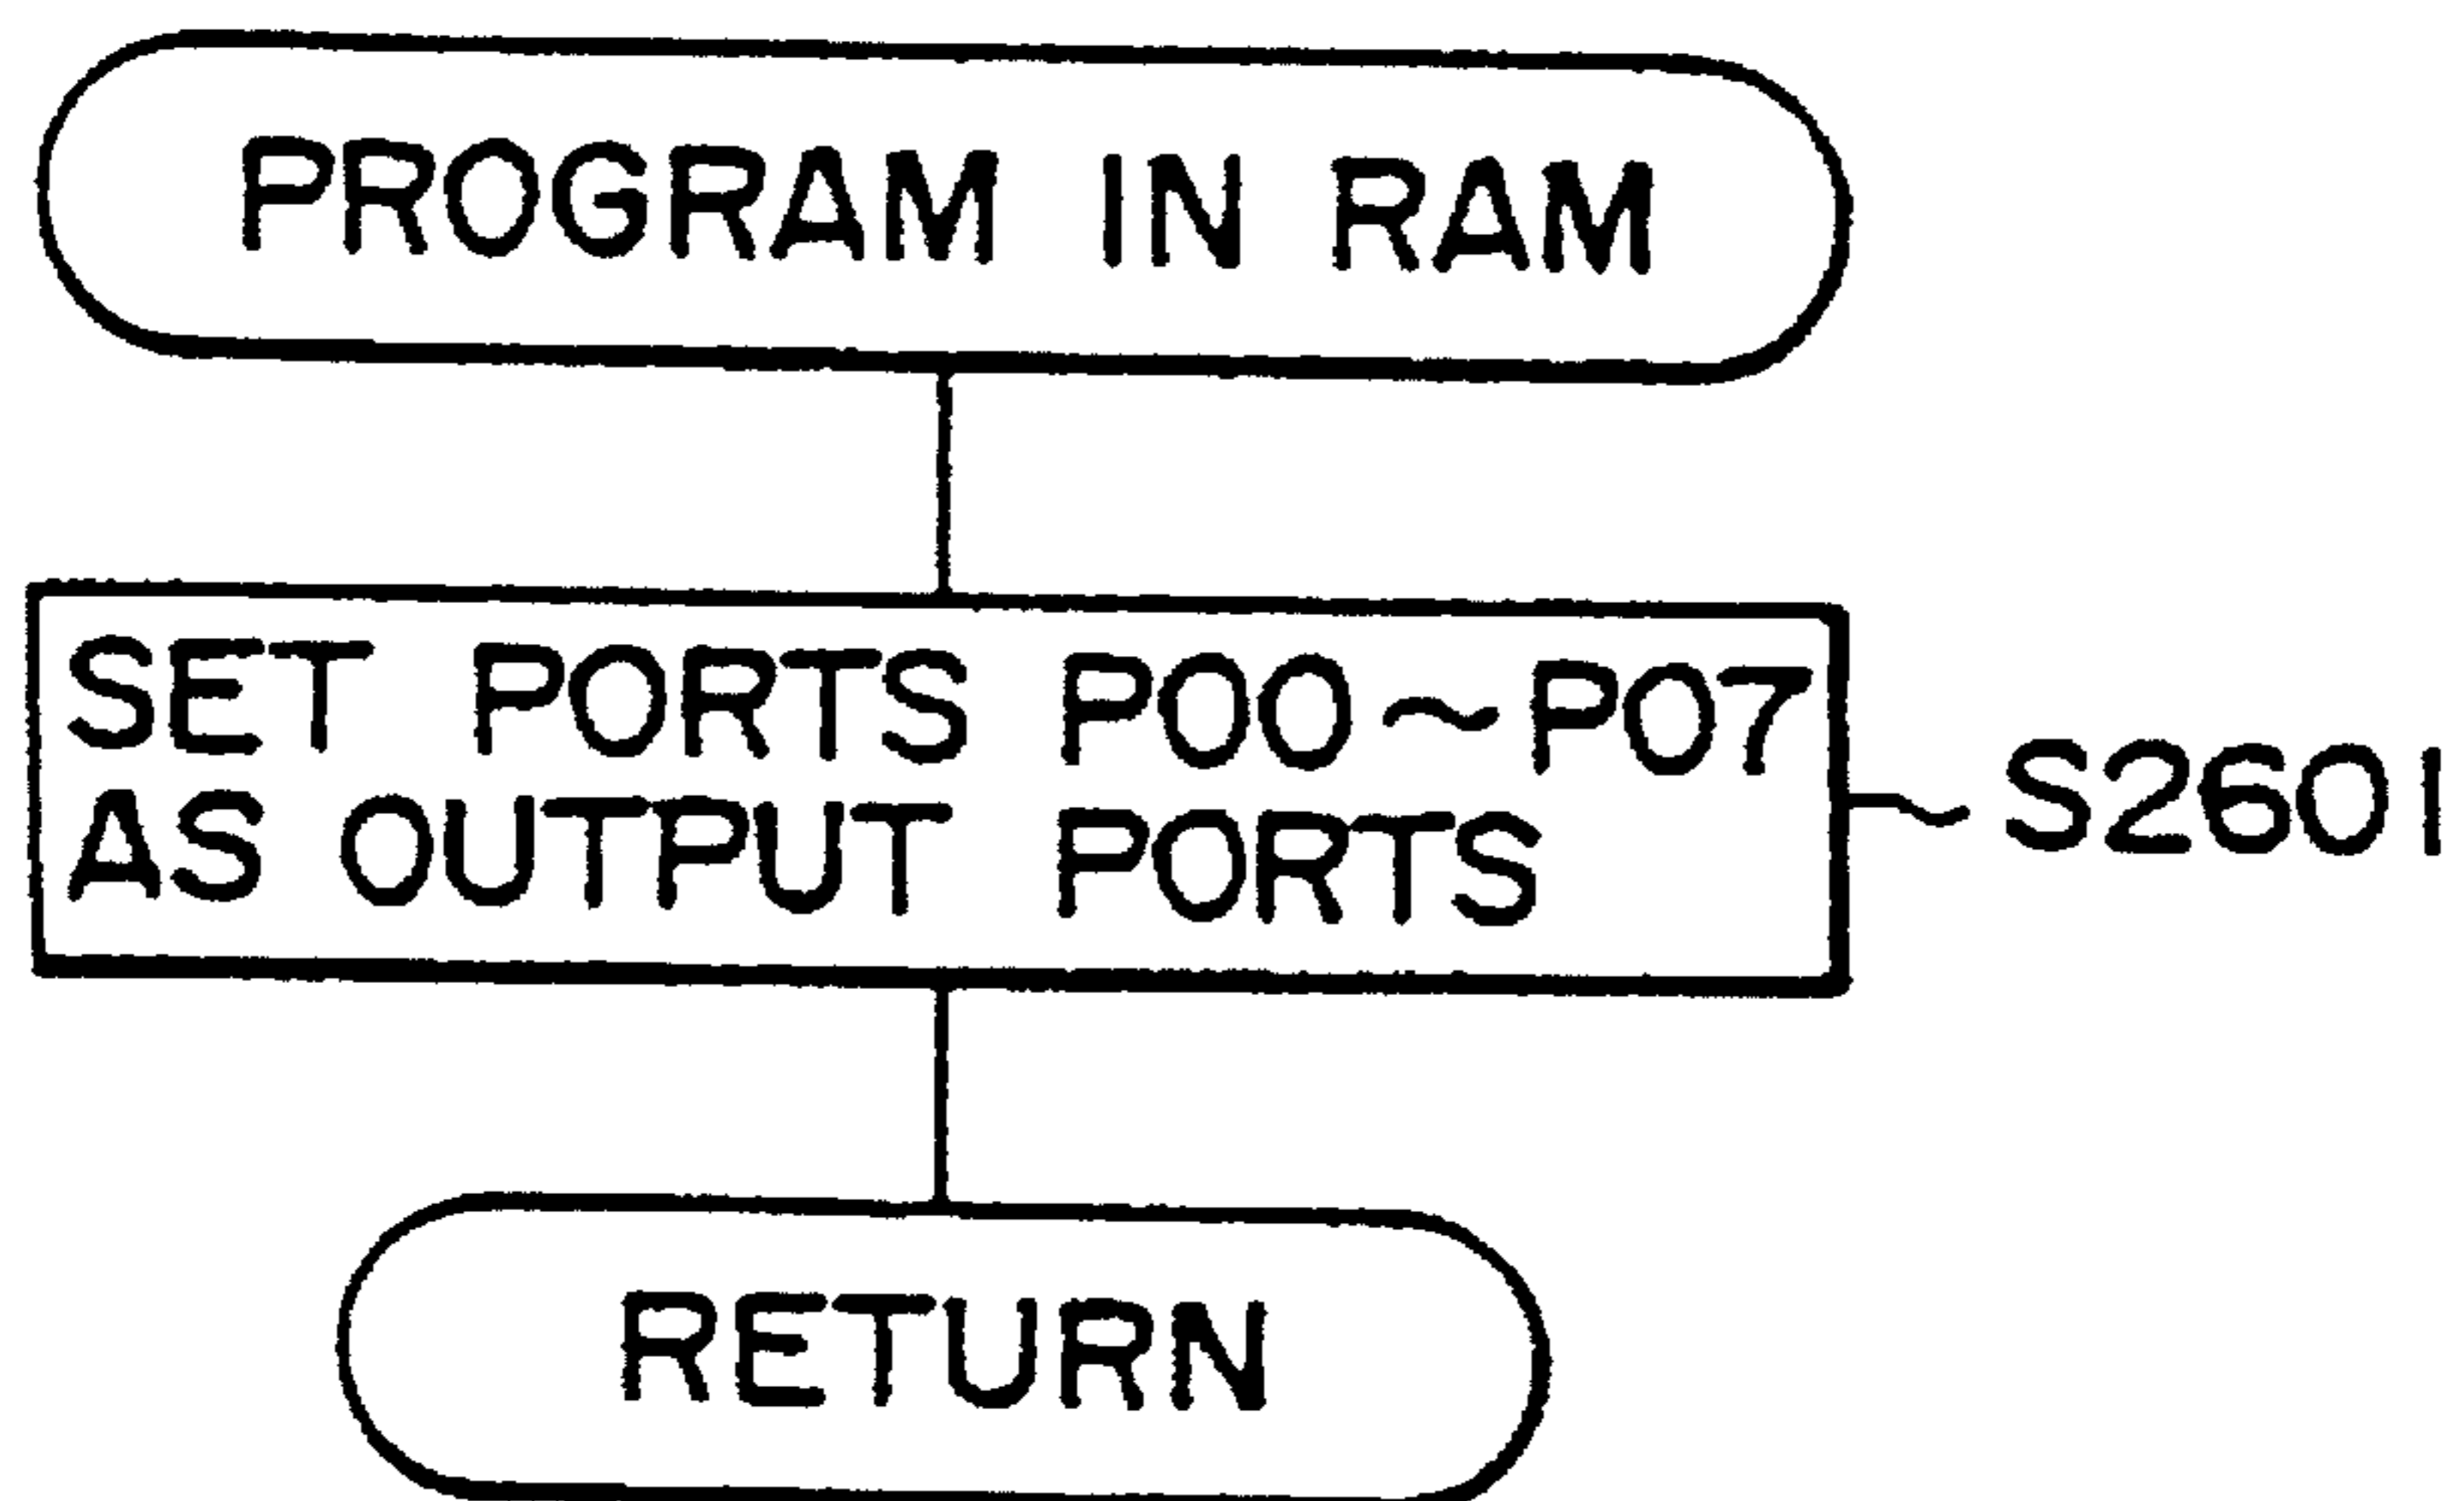 PROGRAM IN RAM
SET PORTS P00~P07
AS OUTPUT PORTS
S2601
RETURN